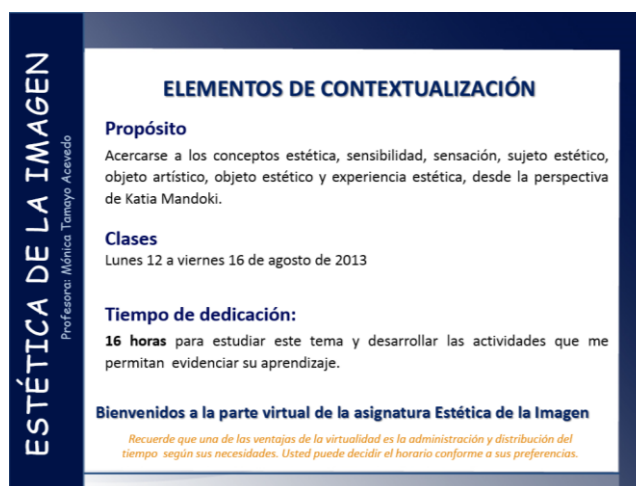 ESTÉTICA DE LA IMAGEN
Profesora: Mónica Tamayo Acevedo
ELEMENTOS DE CONTEXTUALIZACIÓN
Propósito
Acercarse a los conceptos estética, sensibilidad, sensación, sujeto estético,
objeto artístico, objeto estético y experiencia estética, desde la perspectiva
de Katia Mandoki.
Clases
Lunes 12 a viernes 16 de agosto de 2013
Tiempo de dedicación:
16 horas para estudiar este tema y desarrollar las actividades que me
permitan evidenciar su aprendizaje.
Bienvenidos a la parte virtual de la asignatura Estética de la Imagen
Recuerde que una de las ventajas de la virtualidad es la administración y distribución del
tiempo según sus necesidades. Usted puede decidir el horario conforme a sus preferencias.